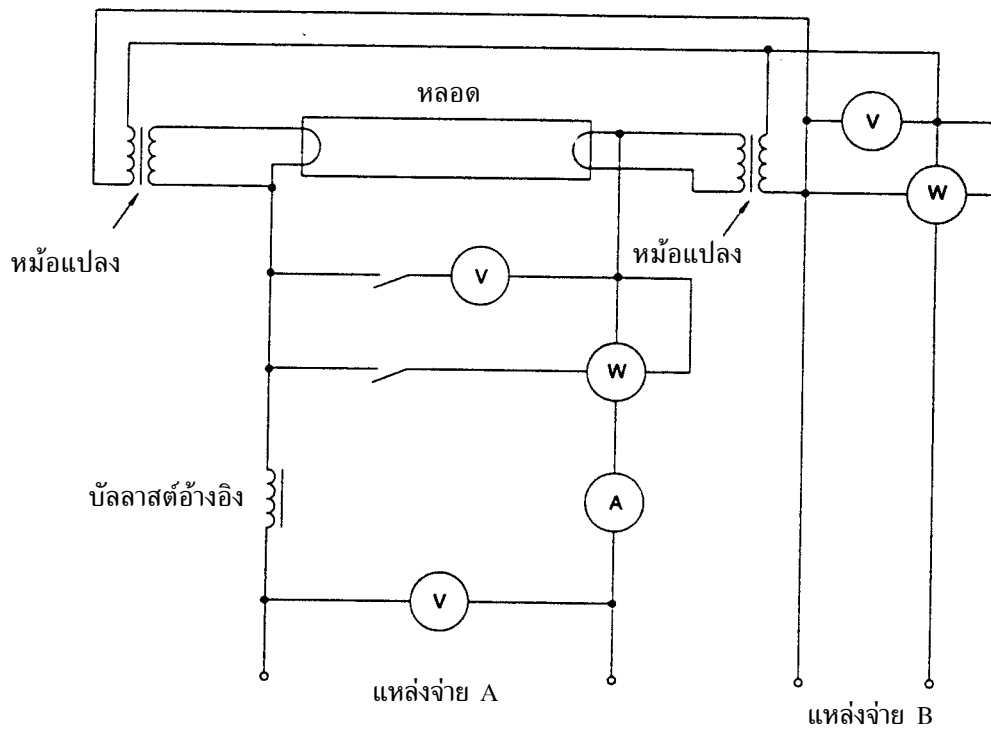 หลอด
V
W
หม้อแปลง
หม้อแปลง
V
W
บัลลาสต์อ้างอิง
A
V
แหล่งจ่าย A
แหล่งจ่าย B